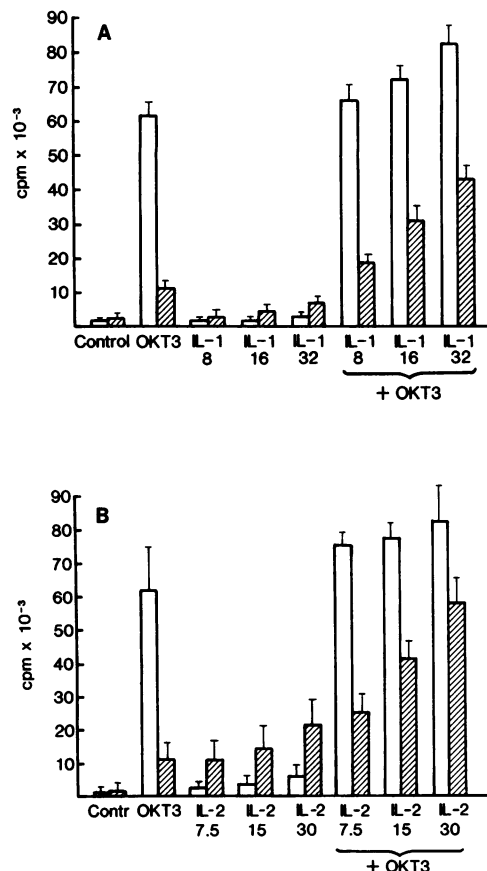 A
90
80
70
60
50
40
30
20
10
cpm x 10⁻³
Control OKT3 IL-1 IL-1 IL-1 IL-1 IL-1 IL-1
8 16 32 8 16 32
+ OKT3
B
90
80
70
60
50
40
30
20
10
cpm x 10⁻³
Contr OKT3 IL-2 IL-2 IL-2 IL-2 IL-2 IL-2
7.5 15 30 7.5 15 30
+ OKT3